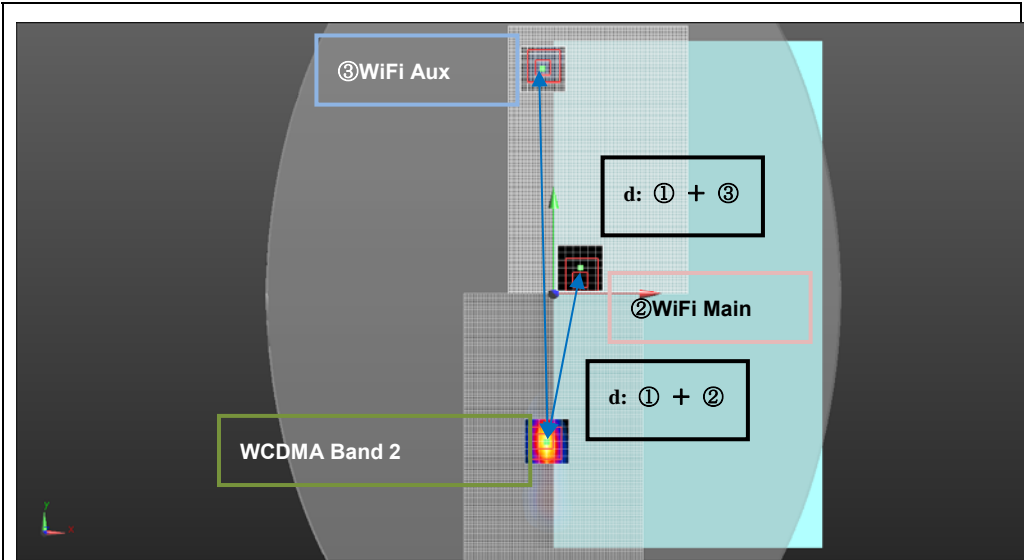 ③WiFi Aux
d: ① + ③
②WiFi Main
d: ① + ②
WCDMA Band 2
y
x